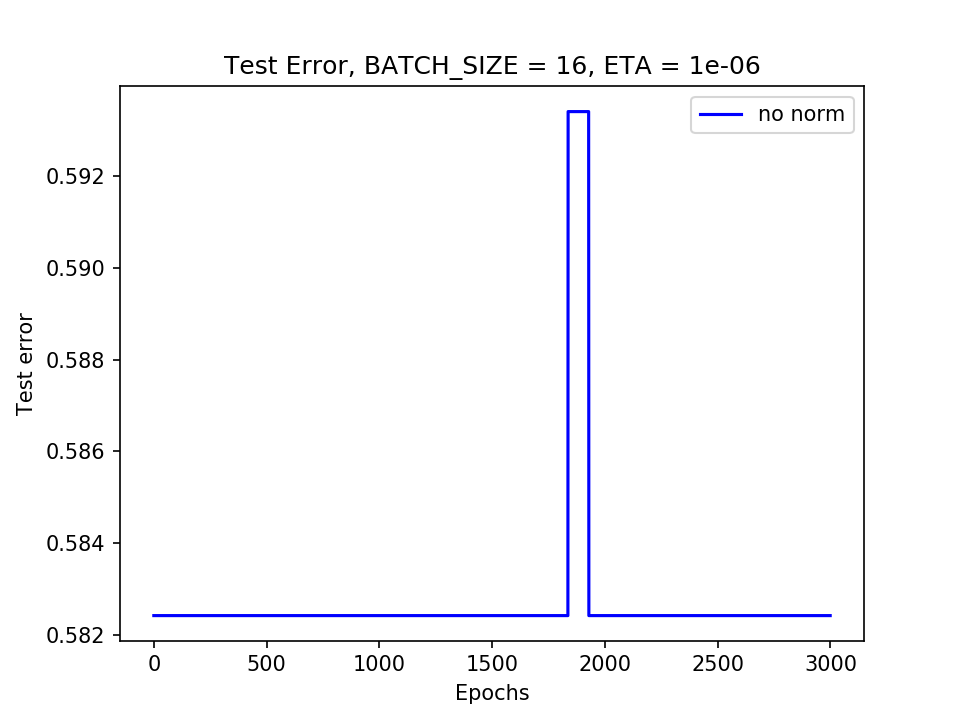 Test Error, BATCH_SIZE = 16, ETA = 1e-06
no norm
0.592
0.590
0.588
0.586
0.584
0.582
Test error
0 500 1000 1500 2000 2500 3000
Epochs